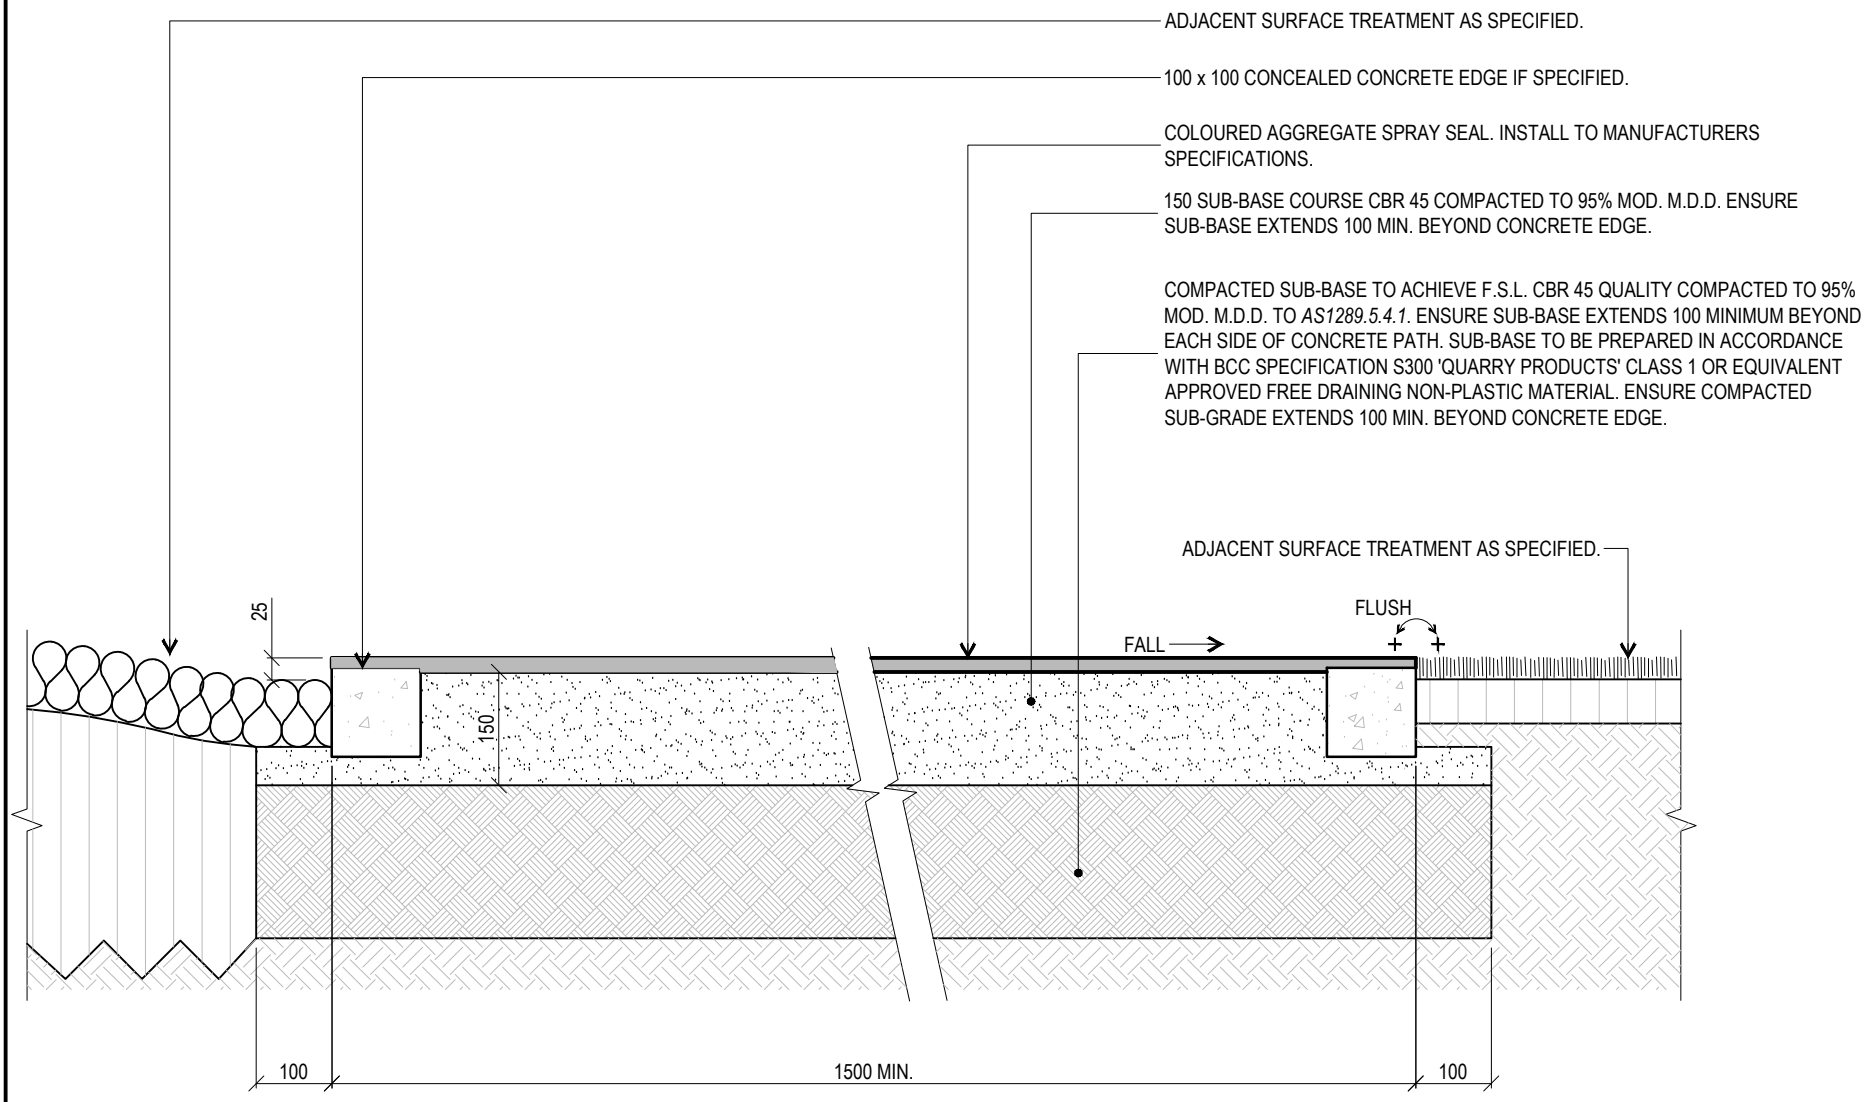 ADJACENT SURFACE TREATMENT AS SPECIFIED.
100 x 100 CONCEALED CONCRETE EDGE IF SPECIFIED.
COLOURED AGGREGATE SPRAY SEAL. INSTALL TO MANUFACTURERS
SPECIFICATIONS.
150 SUB-BASE COURSE CBR 45 COMPACTED TO 95% MOD. M.D.D. ENSURE
SUB-BASE EXTENDS 100 MIN. BEYOND CONCRETE EDGE.
COMPACTED SUB-BASE TO ACHIEVE F.S.L. CBR 45 QUALITY COMPACTED TO 95%
MOD. M.D.D. TO AS1289.5.4.1. ENSURE SUB-BASE EXTENDS 100 MINIMUM BEYOND
EACH SIDE OF CONCRETE PATH. SUB-BASE TO BE PREPARED IN ACCORDANCE
WITH BCC SPECIFICATION S300 'QUARRY PRODUCTS' CLASS 1 OR EQUIVALENT
APPROVED FREE DRAINING NON-PLASTIC MATERIAL. ENSURE COMPACTED
SUB-GRADE EXTENDS 100 MIN. BEYOND CONCRETE EDGE.
ADJACENT SURFACE TREATMENT AS SPECIFIED.
25
FLUSH
FALL
150
100
1500 MIN.
100